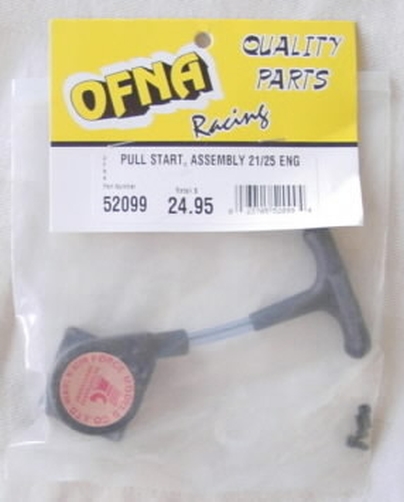 OFNA
Racing
QUALITY
PARTS
PULL START, ASSEMBLY 21/25 ENG
Part Number
Retail $
52099
24.95